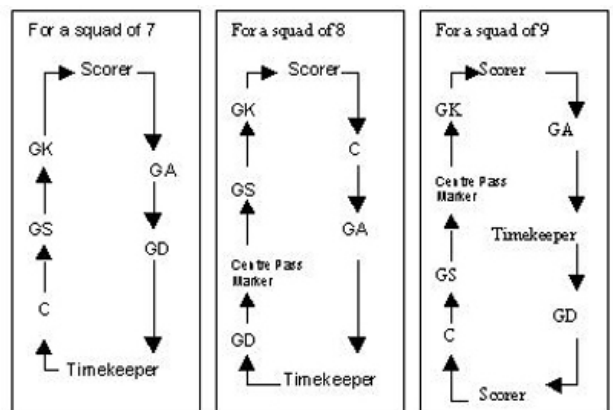 For a squad of 7
Scorer
GK
GA
GS
GD
C
Timekeeper
For a squad of 8
Scorer
GK
C
GS
GA
Centre Pass
Marker
GD
Timekeeper
For a squad of 9
Scorer
GK
GA
Centre Pass
Marker
Timekeeper
GS
GD
C
Scorer